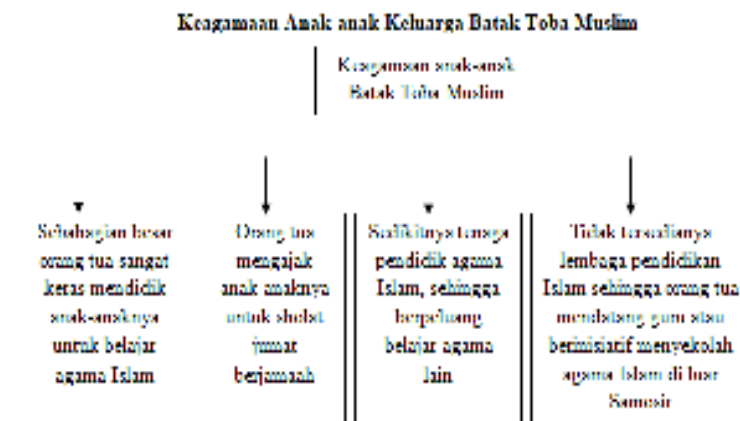 Keagamaan Anak anak Keluarga Batak Toba Muslim
Keagamaan anak-anak
Batak Toba Muslim
Sebahagian besar
orang tua sangat
keras mendidik
anak-anaknya
untuk belajar
agama Islam
Orang tua
mengajak
anak anaknya
untuk sholat
jumat
berjamaah
Sedikitnya tenaga
pendidik agama
Islam, sehingga
berpeluang
belajar agama
lain
Tidak tersedianya
lembaga pendidikan
Islam sehingga orang tua
mendatang guru atau
berinisiatif menyekolah
agama Islam di luar
Samosir